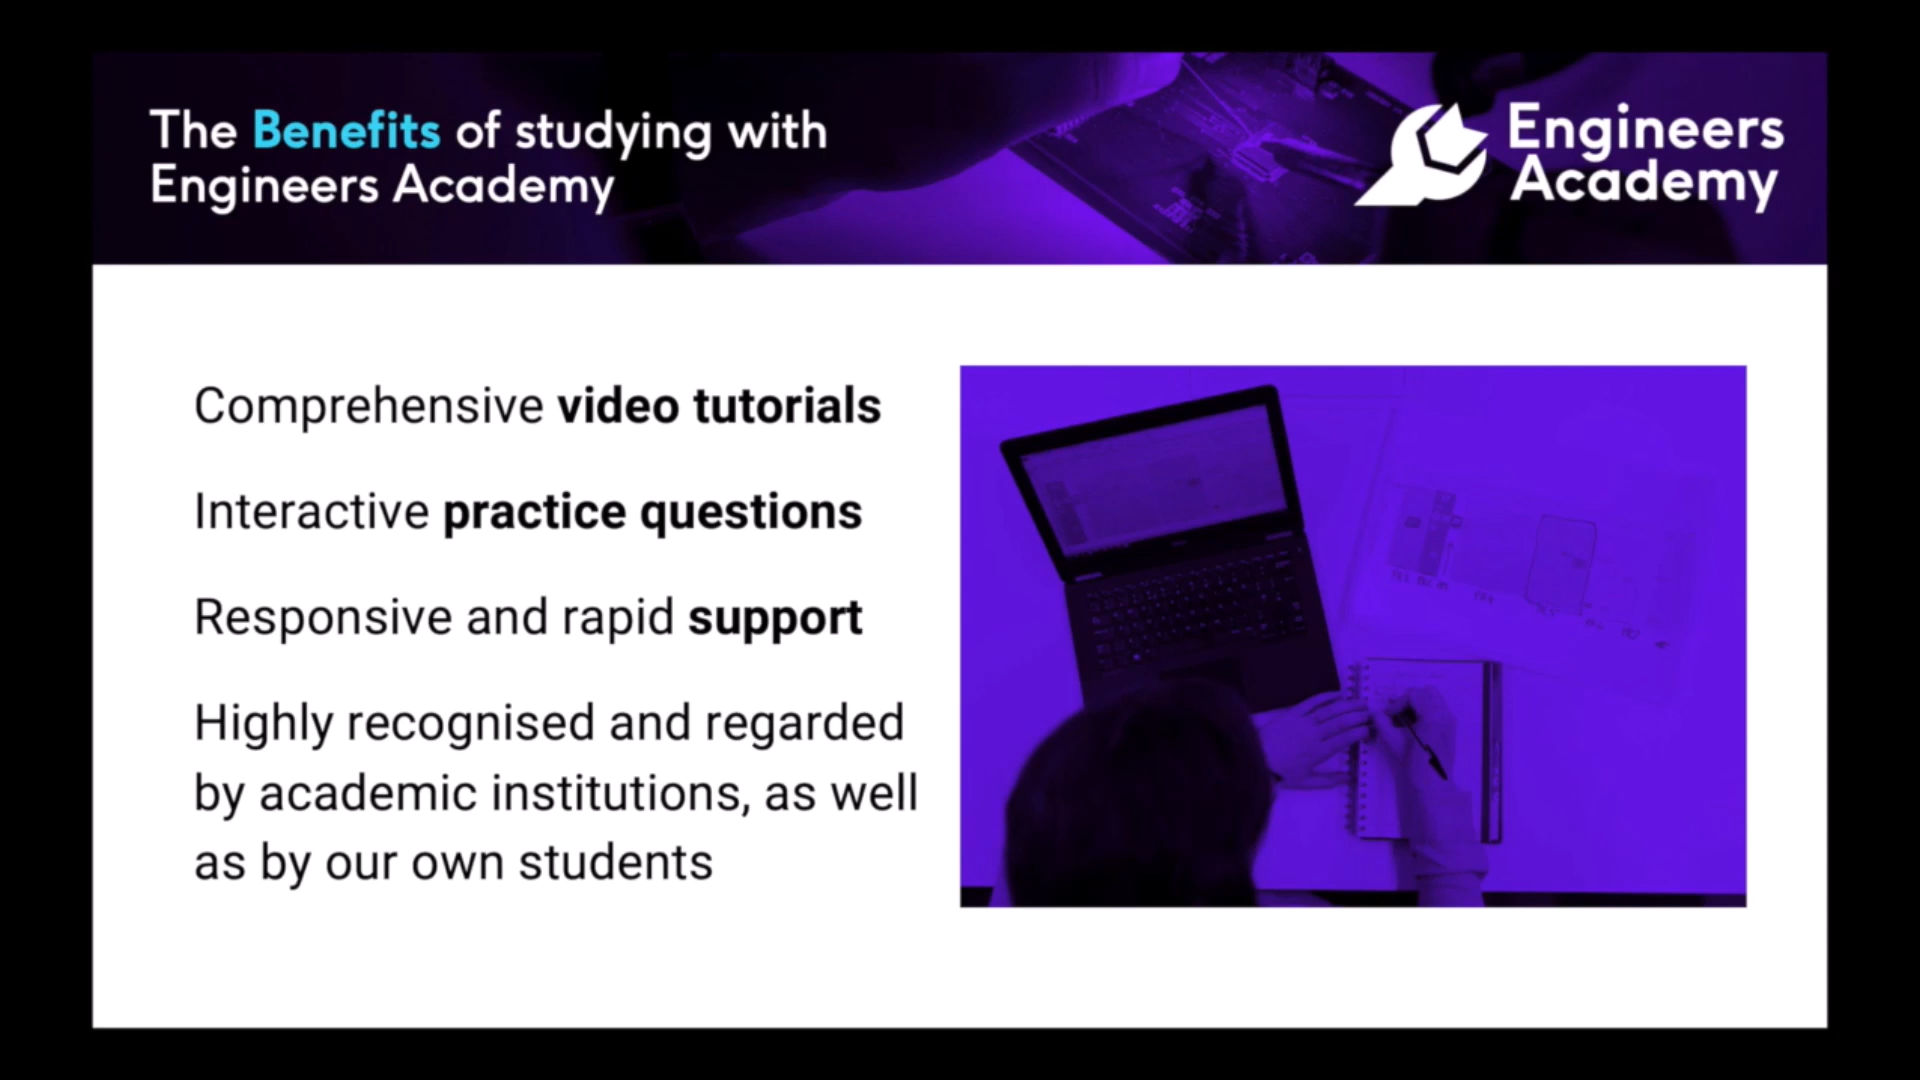 The Benefits of studying with
Engineers Academy
Engineers
Academy
Comprehensive video tutorials
Interactive practice questions
Responsive and rapid support
Highly recognised and regarded
by academic institutions, as well
as by our own students